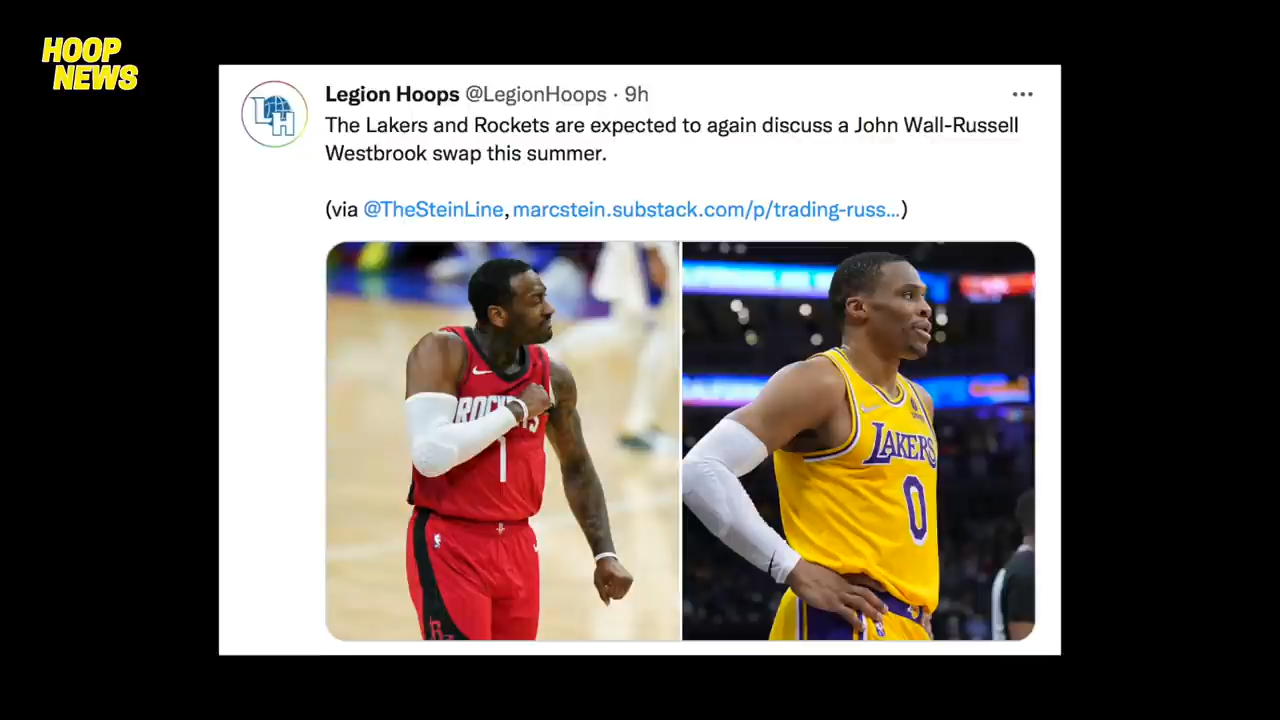 HOOP
NEWS
Legion Hoops @LegionHoops · 9h
The Lakers and Rockets are expected to again discuss a John Wall-Russell
Westbrook swap this summer.
(via @TheSteinLine, marcstein.substack.com/p/trading-russ...)
LH
ROCKETS
1
LAKERS
0